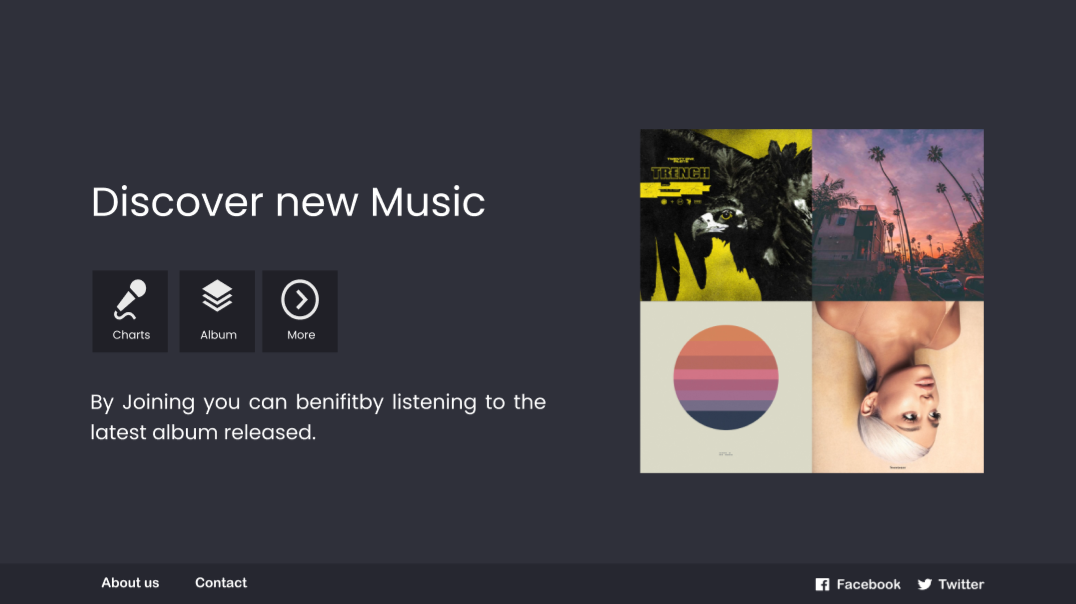 Discover new Music
TRENCH
Charts
Album
More
By Joining you can benifitby listening to the
latest album released.
About us
Contact
Facebook
Twitter